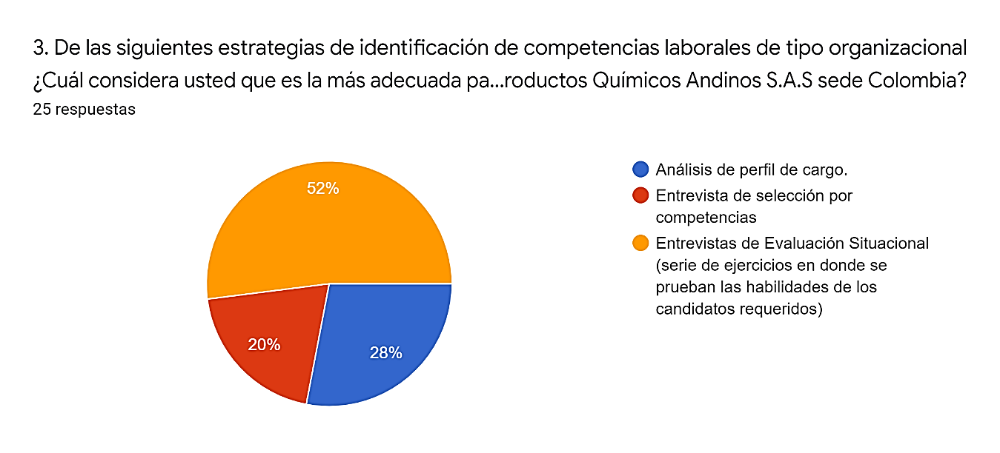 3. De las siguientes estrategias de identificación de competencias laborales de tipo organizacional
¿Cuál considera usted que es la más adecuada pa...roductos Químicos Andinos S.A.S sede Colombia?
25 respuestas
Análisis de perfil de cargo.
Entrevista de selección por
competencias
Entrevistas de Evaluación Situacional
(serie de ejercicios en donde se
prueban las habilidades de los
candidatos requeridos)
52%
20%
28%